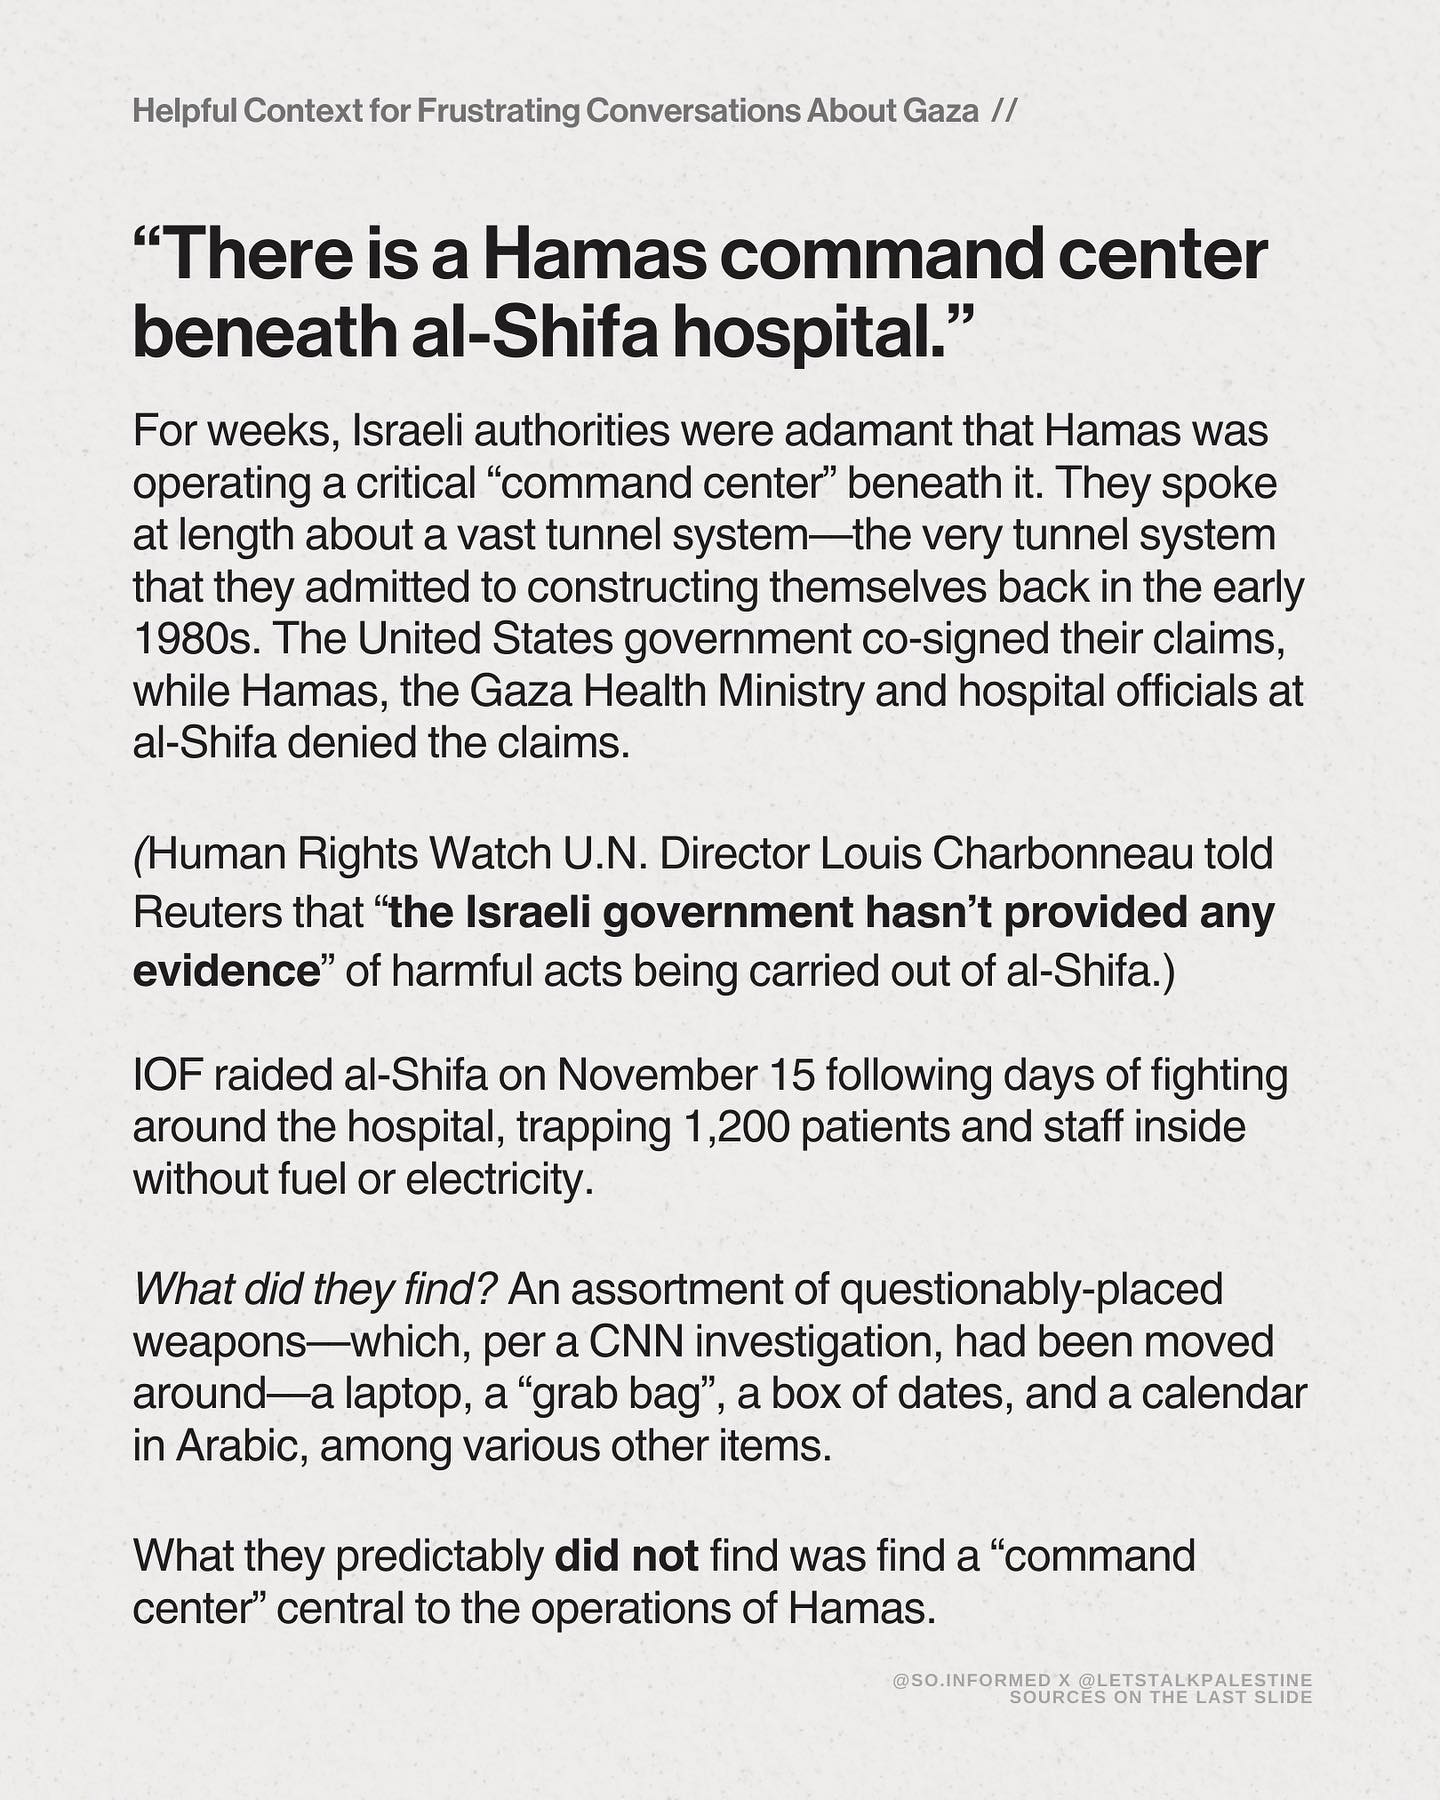 Helpful Context for Frustrating Conversations About Gaza //
“There is a Hamas command center
beneath al-Shifa hospital.”
For weeks, Israeli authorities were adamant that Hamas was
operating a critical “command center” beneath it. They spoke
at length about a vast tunnel system—the very tunnel system
that they admitted to constructing themselves back in the early
1980s. The United States government co-signed their claims,
while Hamas, the Gaza Health Ministry and hospital officials at
al-Shifa denied the claims.
(Human Rights Watch U.N. Director Louis Charbonneau told
Reuters that “the Israeli government hasn’t provided any
evidence” of harmful acts being carried out of al-Shifa.)
IOF raided al-Shifa on November 15 following days of fighting
around the hospital, trapping 1,200 patients and staff inside
without fuel or electricity.
What did they find? An assortment of questionably-placed
weapons—which, per a CNN investigation, had been moved
around—a laptop, a “grab bag”, a box of dates, and a calendar
in Arabic, among various other items.
What they predictably did not find was find a “command
center” central to the operations of Hamas.
@SO.INFORMED X @LETSTALKPALESTINE
SOURCES ON THE LAST SLIDE